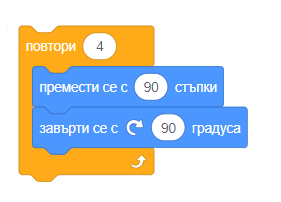 повтори 4
премести се с 90 стъпки
завърти се с 90 градуса